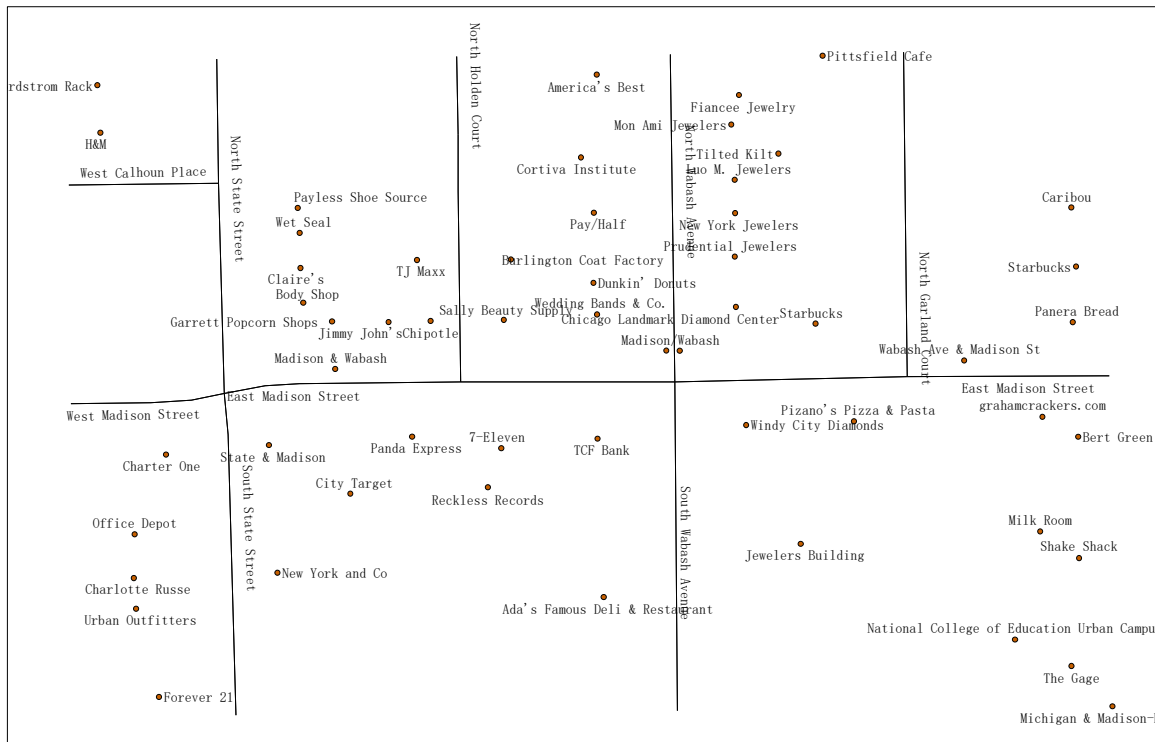 Pittsfield Cafe
rdstrom Rack
America's Best
Fiancee Jewelry
North Holden Court
Mon Ami Jewelers
H&M
North State Street
North Wabash Avenue
Tilted Kilt
West Calhoun Place
Cortiva Institute
Luo M. Jewelers
Payless Shoe Source
Caribou
Wet Seal
Pay/Half
New York Jewelers
Prudential Jewelers
Burlington Coat Factory
TJ Maxx
Starbucks
Claire's
Dunkin' Donuts
North Garland Court
Body Shop
Wedding Bands & Co.
Sally Beauty Supply
Panera Bread
Garrett Popcorn Shops
Jimmy John's
Chipotle
Chicago Landmark Diamond Center
Starbucks
Madison/Wabash
Wabash Ave & Madison St
Madison & Wabash
East Madison Street
East Madison Street
West Madison Street
grahamcrackers.com
Pizano's Pizza & Pasta
Windy City Diamonds
7-Eleven
Bert Green
Panda Express
TCF Bank
State & Madison
Charter One
City Target
Reckless Records
South State Street
South Wabash Avenue
Office Depot
Milk Room
Jewelers Building
Shake Shack
New York and Co
Charlotte Russe
Ada's Famous Deli & Restaurant
Urban Outfitters
National College of Education Urban Campu
The Gage
Forever 21
Michigan & Madison-